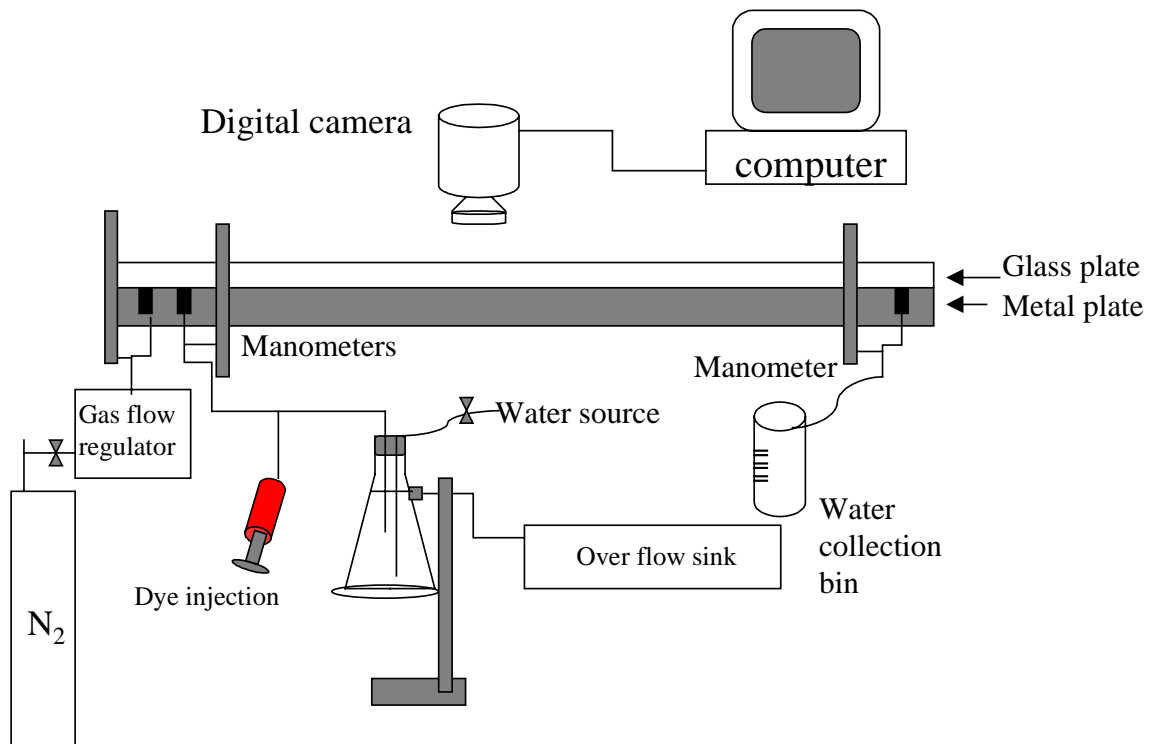 Digital camera
computer
Glass plate
Metal plate
Manometers
Manometer
Gas flow
regulator
Water source
Water
collection
bin
Over flow sink
Dye injection
N₂